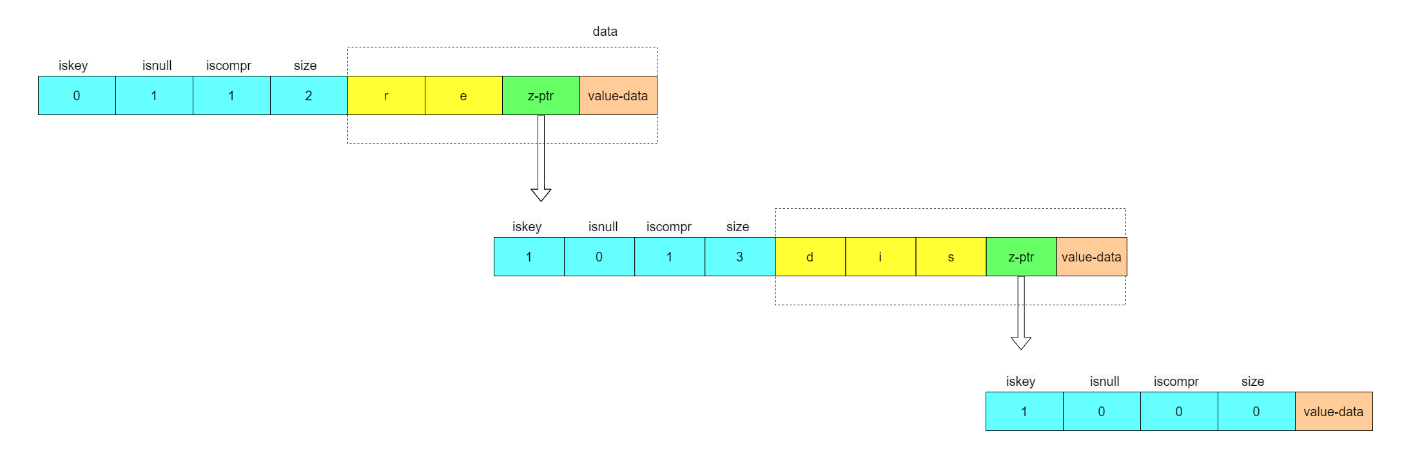 data
iskey isnull iscompr size
0 1 1 2 r e z-ptr value-data
iskey isnull iscompr size
1 0 1 3 d i s z-ptr value-data
iskey isnull iscompr size
1 0 0 0 value-data